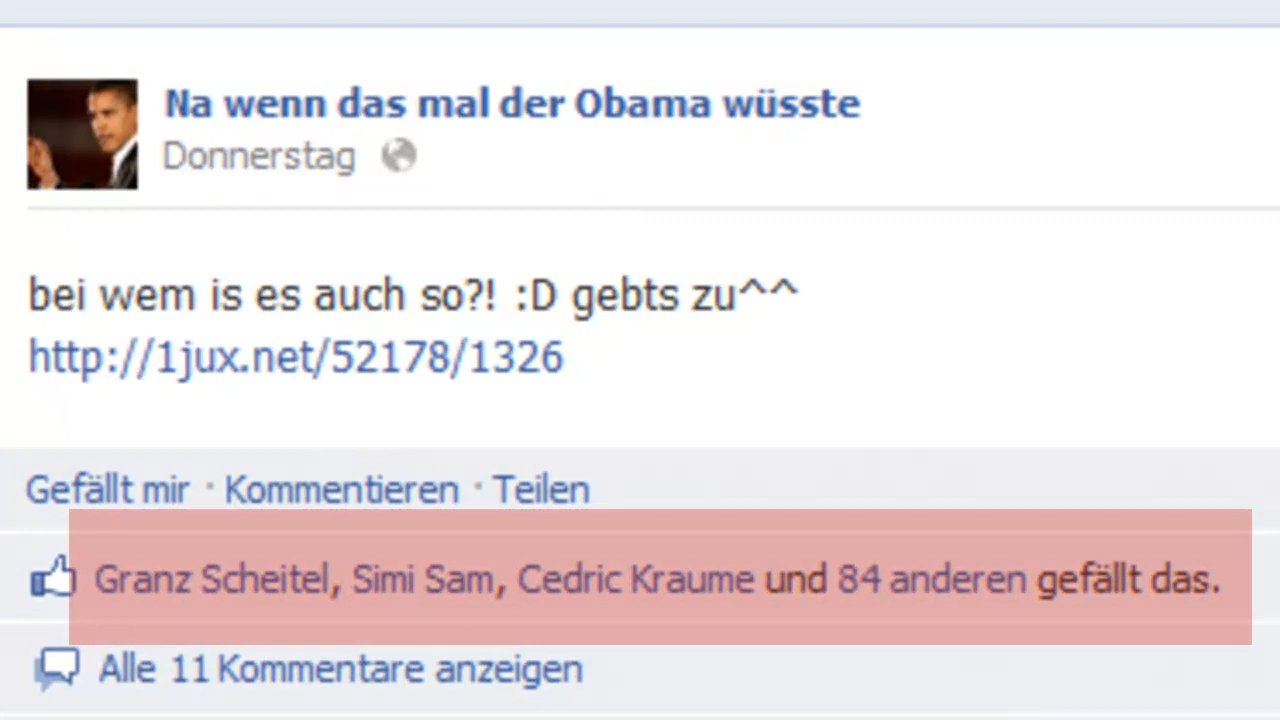 Na wenn das mal der Obama wüsste
Donnerstag
bei wem is es auch so?! :D gebts zu^^
http://1jux.net/52178/1326
Gefällt mir · Kommentieren · Teilen
Granz Scheitel, Simi Sam, Cedric Kraume und 84 anderen gefällt das.
Alle 11 Kommentare anzeigen